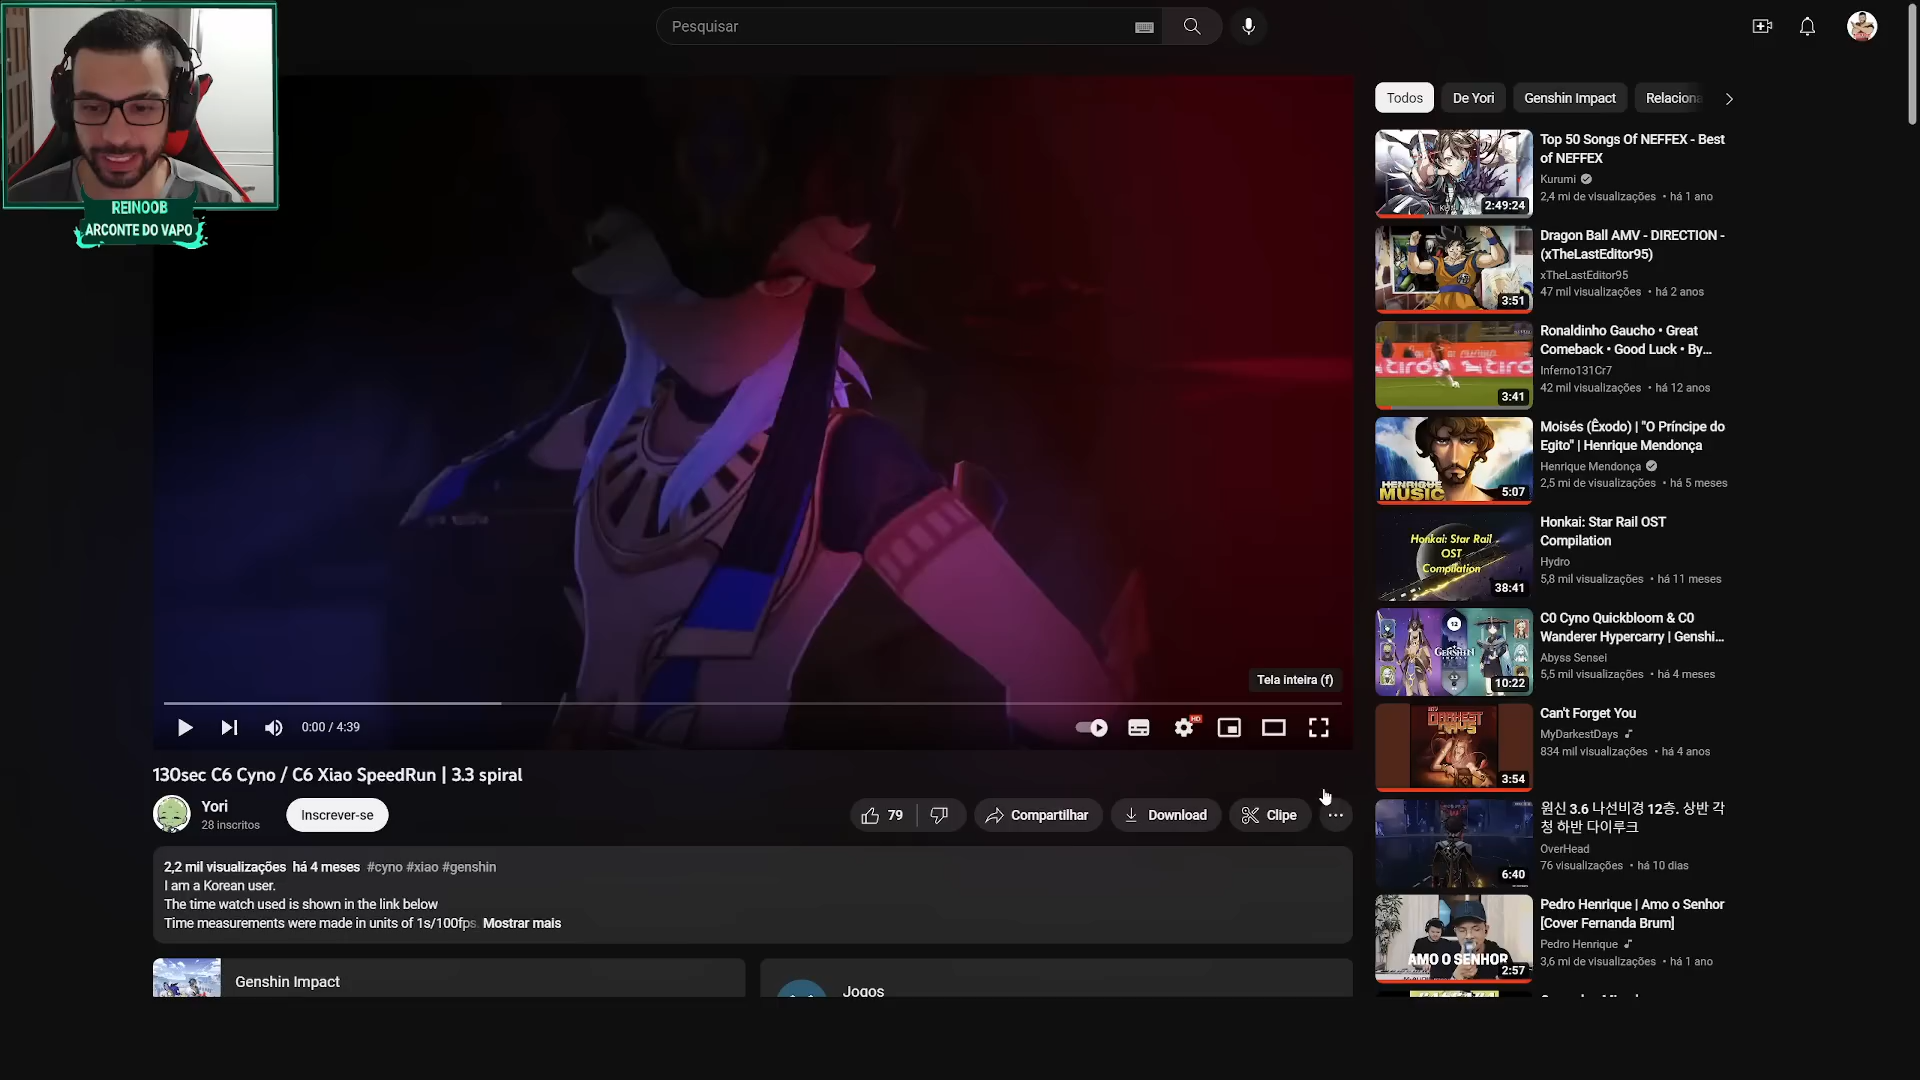 REINOOB
ARCONTE DO VAPO
Pesquisar
Tela inteira (f)
0:00 / 4:39
HD
130sec C6 Cyno / C6 Xiao SpeedRun | 3.3 spiral
Yori
28 inscritos
Inscrever-se
79
Compartilhar
Download
Clipe
2,2 mil visualizações há 4 meses #cyno #xiao #genshin
I am a Korean user.
The time watch used is shown in the link below
Time measurements were made in units of 1s/100fps. Mostrar mais
Genshin Impact
Jogos
Todos
De Yori
Genshin Impact
Relaciona
2:49:24
Top 50 Songs Of NEFFEX - Best
of NEFFEX
Kurumi
2,4 mi de visualizações • há 1 ano
3:51
Dragon Ball AMV - DIRECTION -
(xTheLastEditor95)
xTheLastEditor95
47 mil visualizações • há 2 anos
3:41
Ronaldinho Gaucho • Great
Comeback • Good Luck • By...
Inferno131Cr7
42 mil visualizações • há 12 anos
HENRIQUE
MUSIC
5:07
Moisés (Êxodo) | "O Príncipe do
Egito" | Henrique Mendonça
Henrique Mendonça
2,5 mi de visualizações • há 5 meses
Honkai: Star Rail
OST
Compilation
38:41
Honkai: Star Rail OST
Compilation
Hydro
5,8 mil visualizações • há 11 meses
12
GENSHIN
10:22
C0 Cyno Quickbloom & C0
Wanderer Hypercarry | Genshi...
Abyss Sensei
5,5 mil visualizações • há 4 meses
MY
DARKEST
DAYS
3:54
Can't Forget You
MyDarkestDays
834 mil visualizações • há 4 anos
6:40
원신 3.6 나선비경 12층. 상반 각
청 하반 다이루크
OverHead
76 visualizações • há 10 dias
AMO O SENHOR
2:57
Pedro Henrique | Amo o Senhor
[Cover Fernanda Brum]
Pedro Henrique
3,6 mi de visualizações • há 1 ano